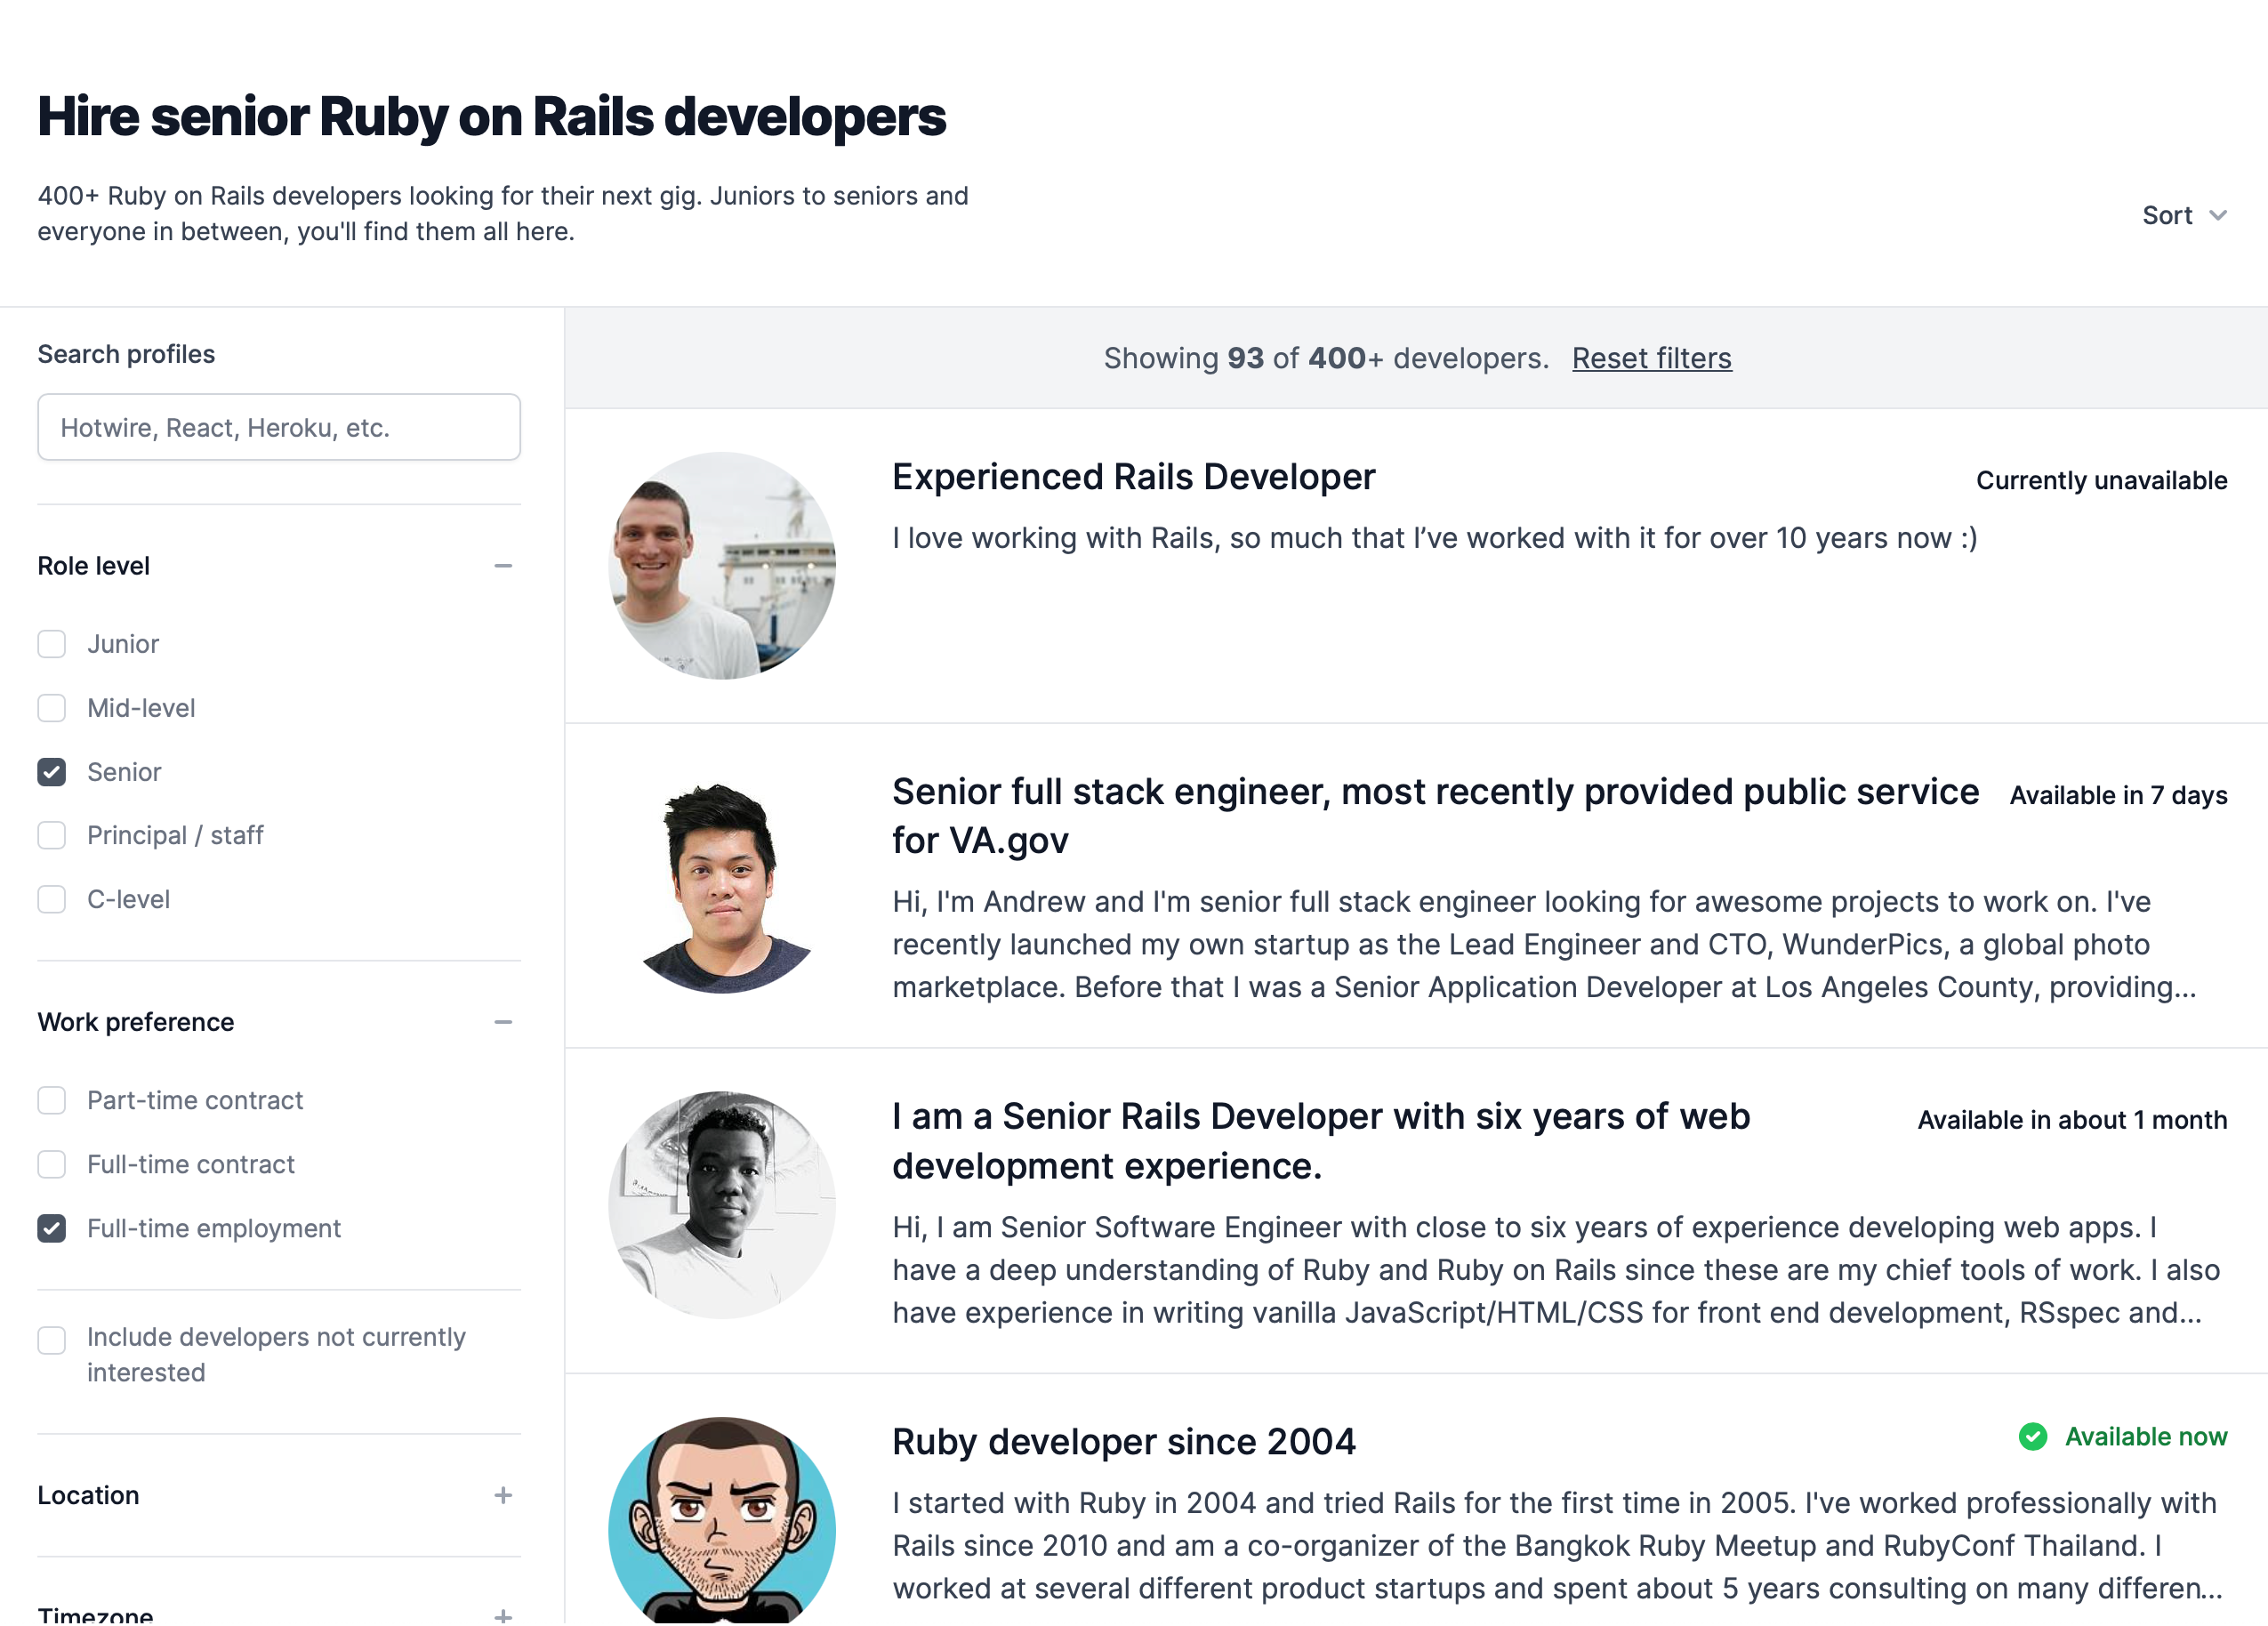 Hire senior Ruby on Rails developers
400+ Ruby on Rails developers looking for their next gig. Juniors to seniors and
everyone in between, you'll find them all here.
Sort
Search profiles
Hotwire, React, Heroku, etc.
Role level
Junior
Mid-level
Senior
Principal / staff
C-level
Work preference
Part-time contract
Full-time contract
Full-time employment
Include developers not currently
interested
Location
Timezone
Showing 93 of 400+ developers. Reset filters
Experienced Rails Developer
Currently unavailable
I love working with Rails, so much that I’ve worked with it for over 10 years now :)
Senior full stack engineer, most recently provided public service
for VA.gov
Available in 7 days
Hi, I'm Andrew and I'm senior full stack engineer looking for awesome projects to work on. I've
recently launched my own startup as the Lead Engineer and CTO, WunderPics, a global photo
marketplace. Before that I was a Senior Application Developer at Los Angeles County, providing...
I am a Senior Rails Developer with six years of web
development experience.
Available in about 1 month
Hi, I am Senior Software Engineer with close to six years of experience developing web apps. I
have a deep understanding of Ruby and Ruby on Rails since these are my chief tools of work. I also
have experience in writing vanilla JavaScript/HTML/CSS for front end development, RSspec and...
Ruby developer since 2004
Available now
I started with Ruby in 2004 and tried Rails for the first time in 2005. I've worked professionally with
Rails since 2010 and am a co-organizer of the Bangkok Ruby Meetup and RubyConf Thailand. I
worked at several different product startups and spent about 5 years consulting on many differen...